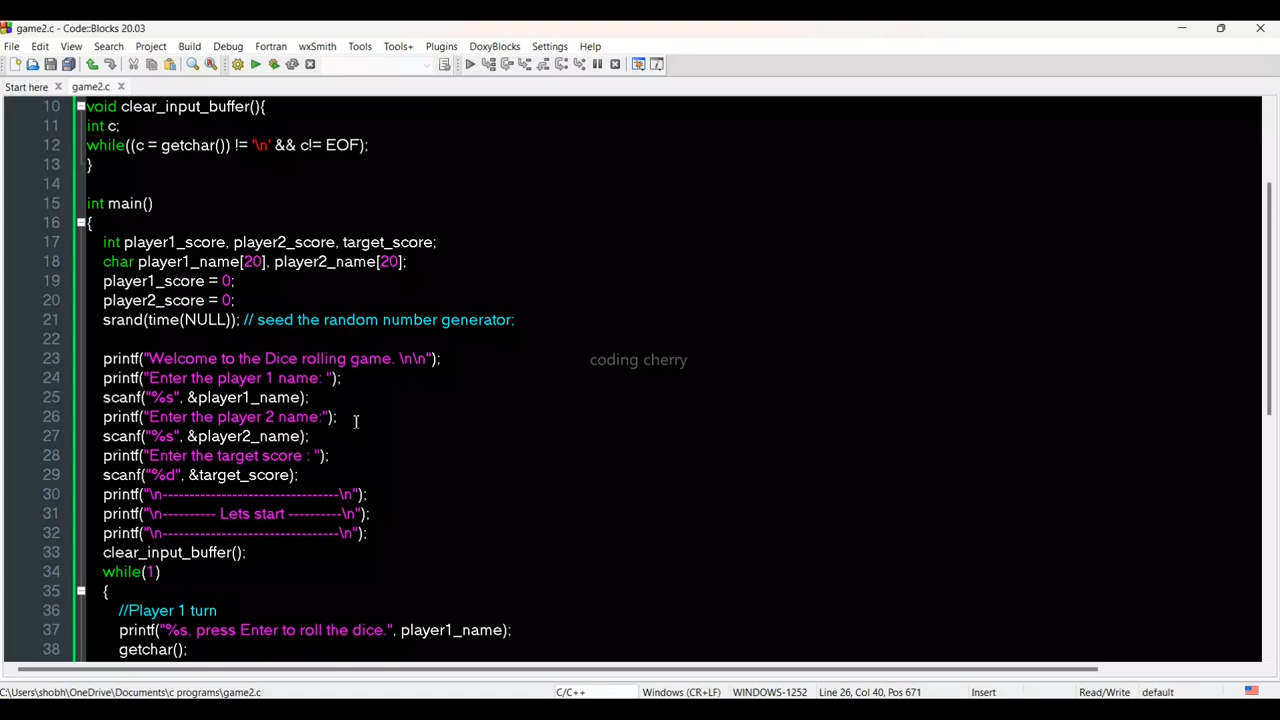 game2.c - Code::Blocks 20.03
File Edit View Search Project Build Debug Fortran wxSmith Tools Tools+ Plugins DoxyBlocks Settings Help
Start here game2.c
10 void clear_input_buffer(){
11 int c;
12 while((c = getchar()) != '\n' && c!= EOF);
13 }
14
15 int main()
16 {
17 int player1_score, player2_score, target_score;
18 char player1_name[20], player2_name[20];
19 player1_score = 0;
20 player2_score = 0;
21 srand(time(NULL)); // seed the random number generator;
22
23 printf("Welcome to the Dice rolling game. \n\n");
24 printf("Enter the player 1 name: ");
25 scanf("%s", &player1_name);
26 printf("Enter the player 2 name:");
27 scanf("%s", &player2_name);
28 printf("Enter the target score : ");
29 scanf("%d", &target_score);
30 printf("\n---------------------------------\n");
31 printf("\n---------- Lets start ----------\n");
32 printf("\n---------------------------------\n");
33 clear_input_buffer();
34 while(1)
35 {
36 //Player 1 turn
37 printf("%s, press Enter to roll the dice.", player1_name);
38 getchar();
coding cherry
C:\Users\shobh\OneDrive\Documents\c programs\game2.c C/C++ Windows (CR+LF) WINDOWS-1252 Line 26, Col 40, Pos 671 Insert Read/Write default